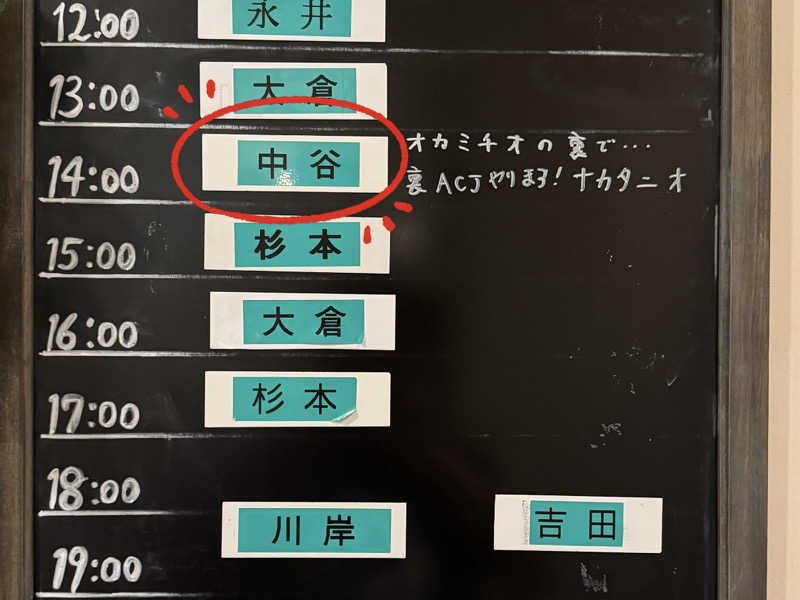 12:00 永井
13:00 大倉
14:00 中谷 オカミチオの裏で...
裏ACJやります!ナカタニオ
15:00 杉本
16:00 大倉
17:00 杉本
18:00
川岸 吉田
19:00